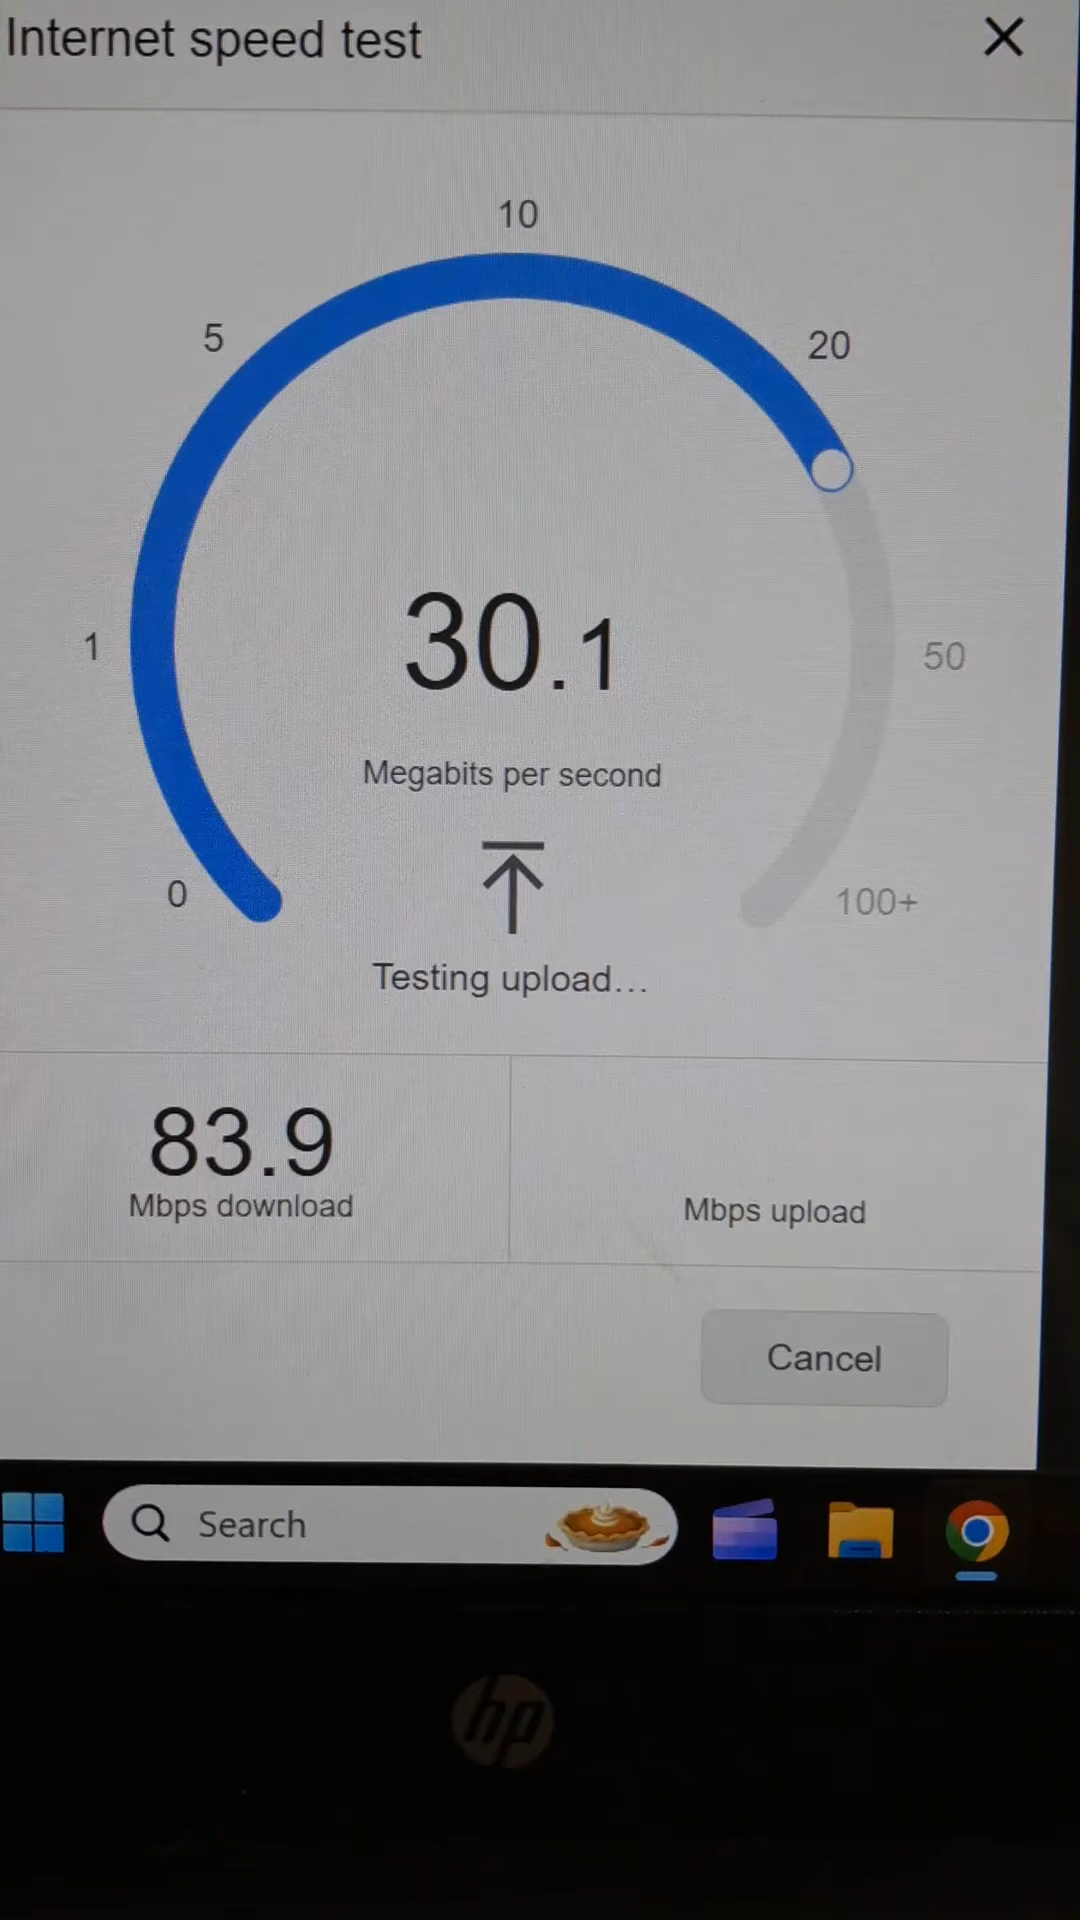 Internet speed test
10
5
20
1
50
30.1
Megabits per second
0
100+
Testing upload...
83.9
Mbps download
Mbps upload
Cancel
Search
hp